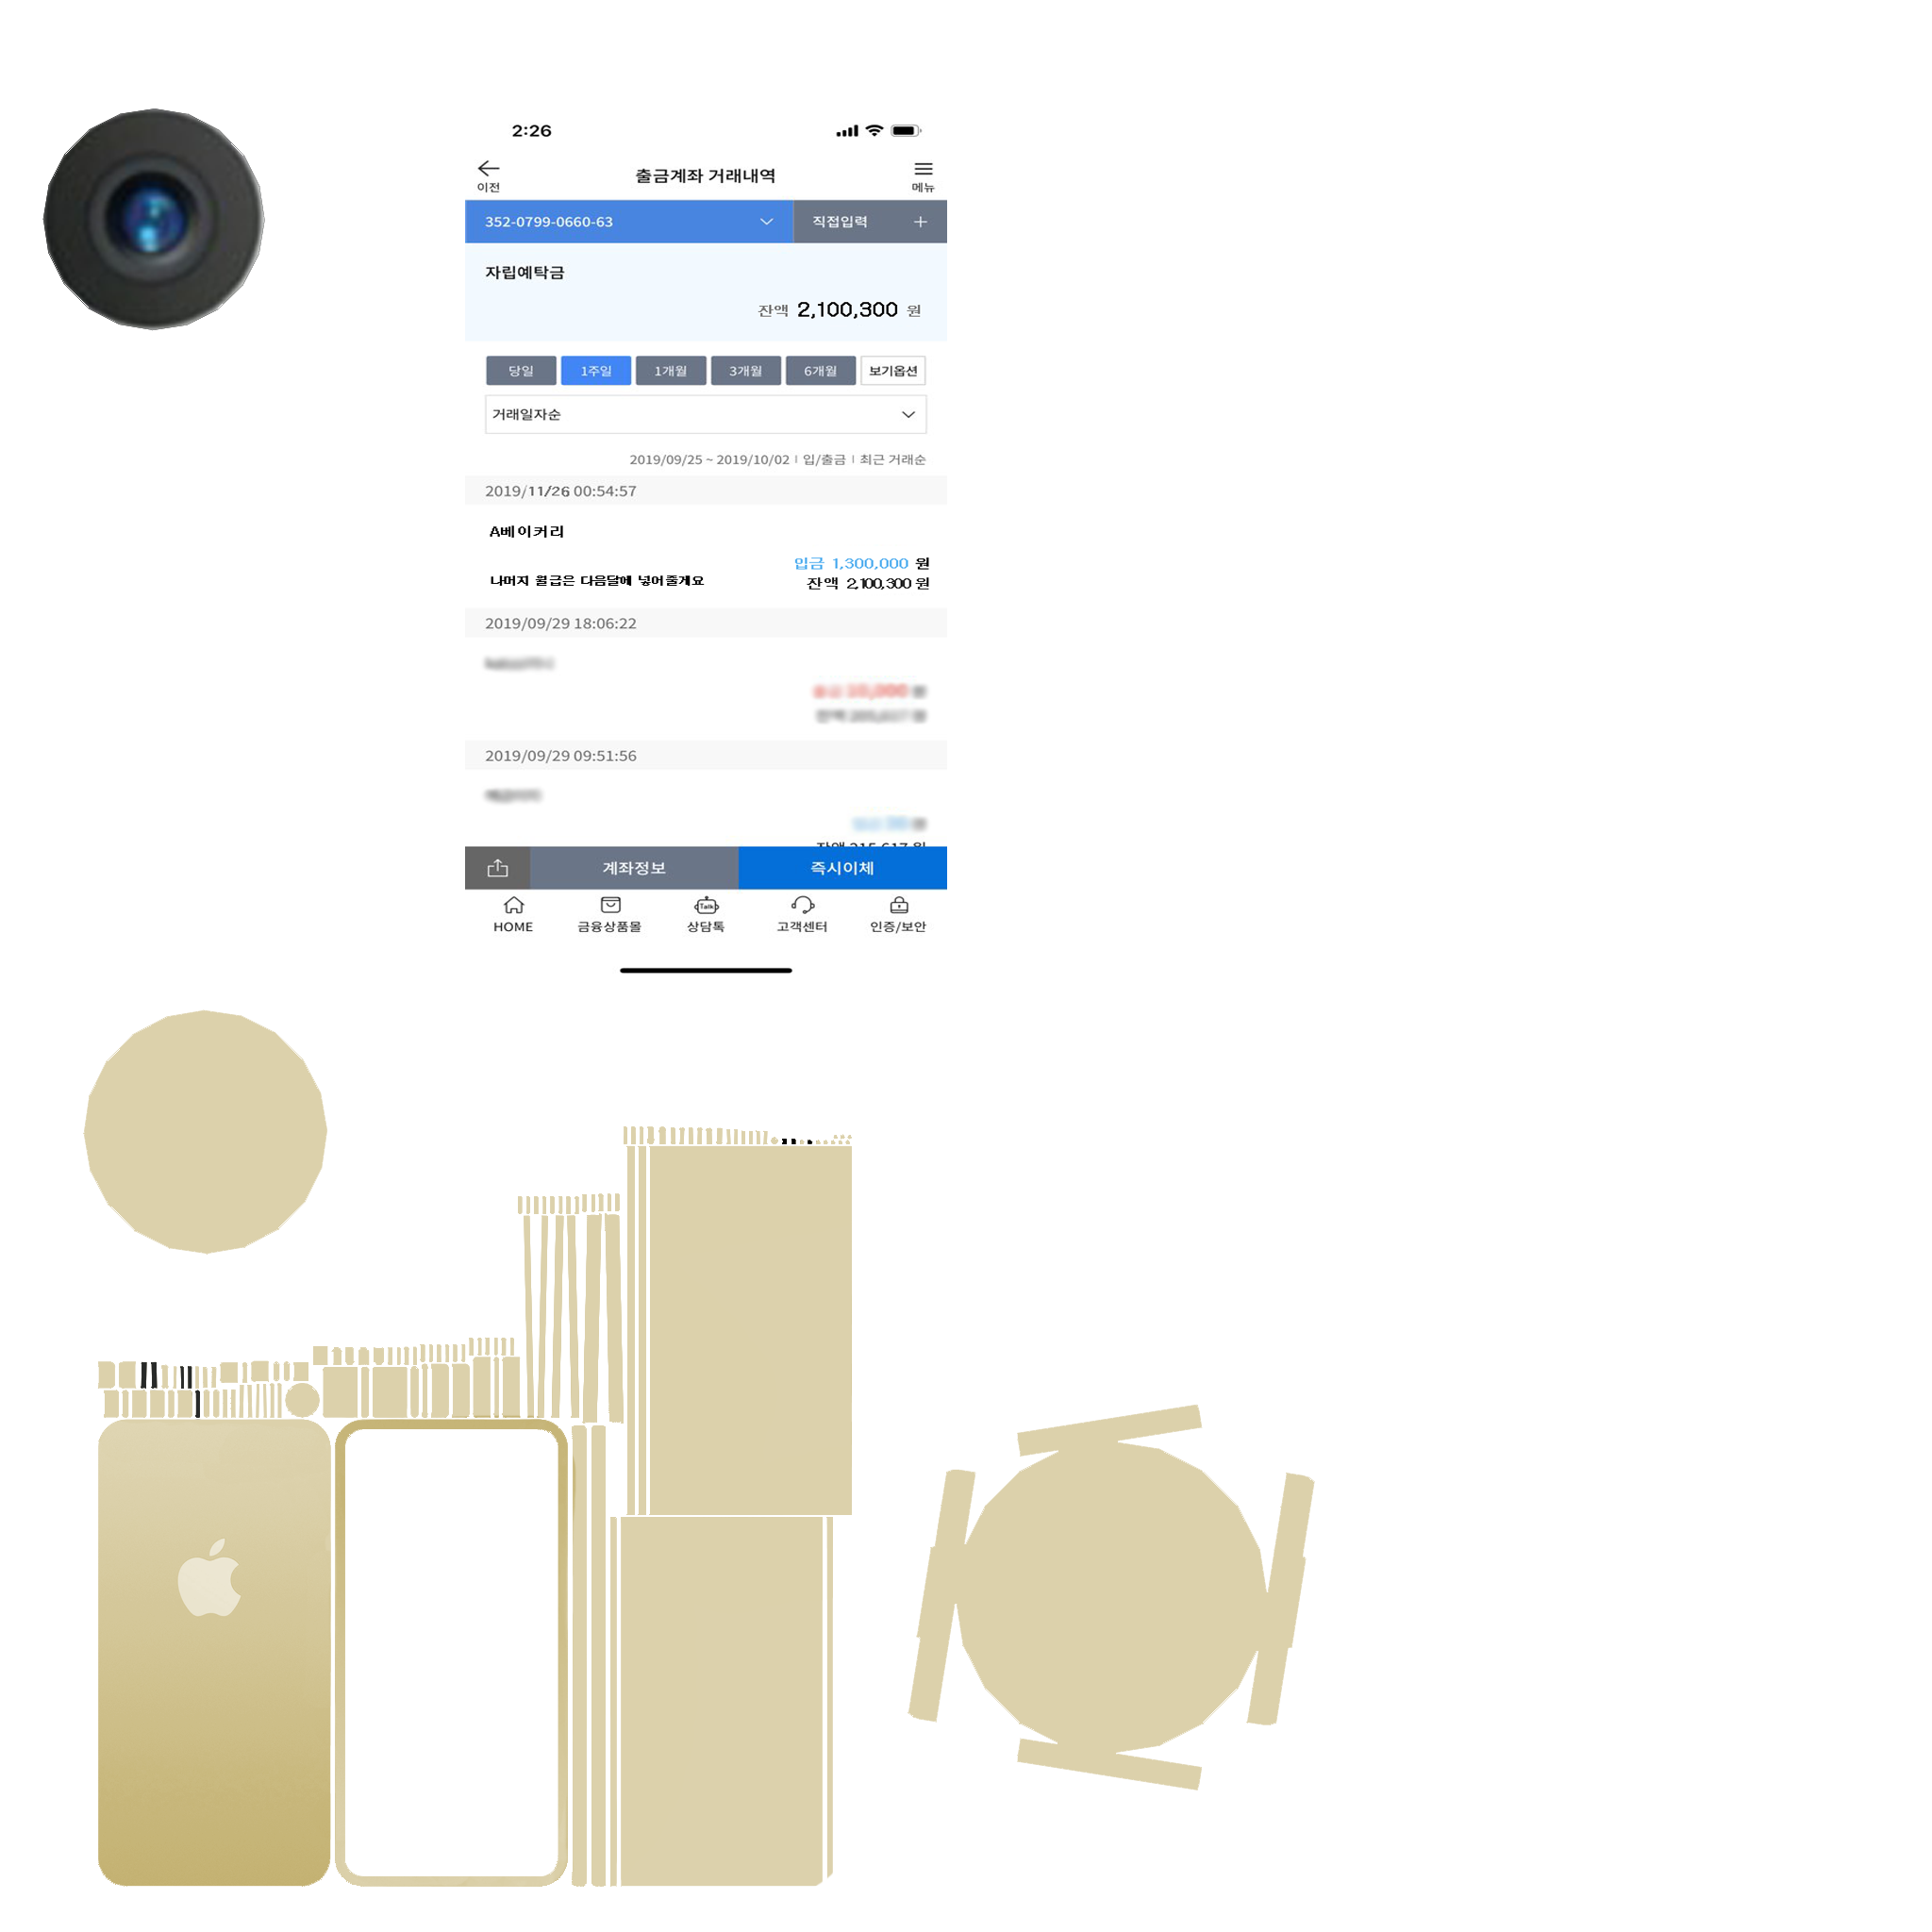 2:26
이전
출금계좌 거래내역
메뉴
352-0799-0660-63
직접입력
자립예탁금
잔액 2,100,300 원
당일 1주일 1개월 3개월 6개월 보기옵션
거래일자순
2019/09/25 ~ 2019/10/02 | 입/출금 | 최근 거래순
2019/11/26 00:54:57
A베이커리
입금 1,300,000 원
나머지 월급은 다음달에 넣어줄게요
잔액 2,100,300 원
2019/09/29 18:06:22
2019/09/29 09:51:56
잔액 215,617 원
계좌정보 즉시이체
Talk
HOME 금융상품몰 상담톡 고객센터 인증/보안